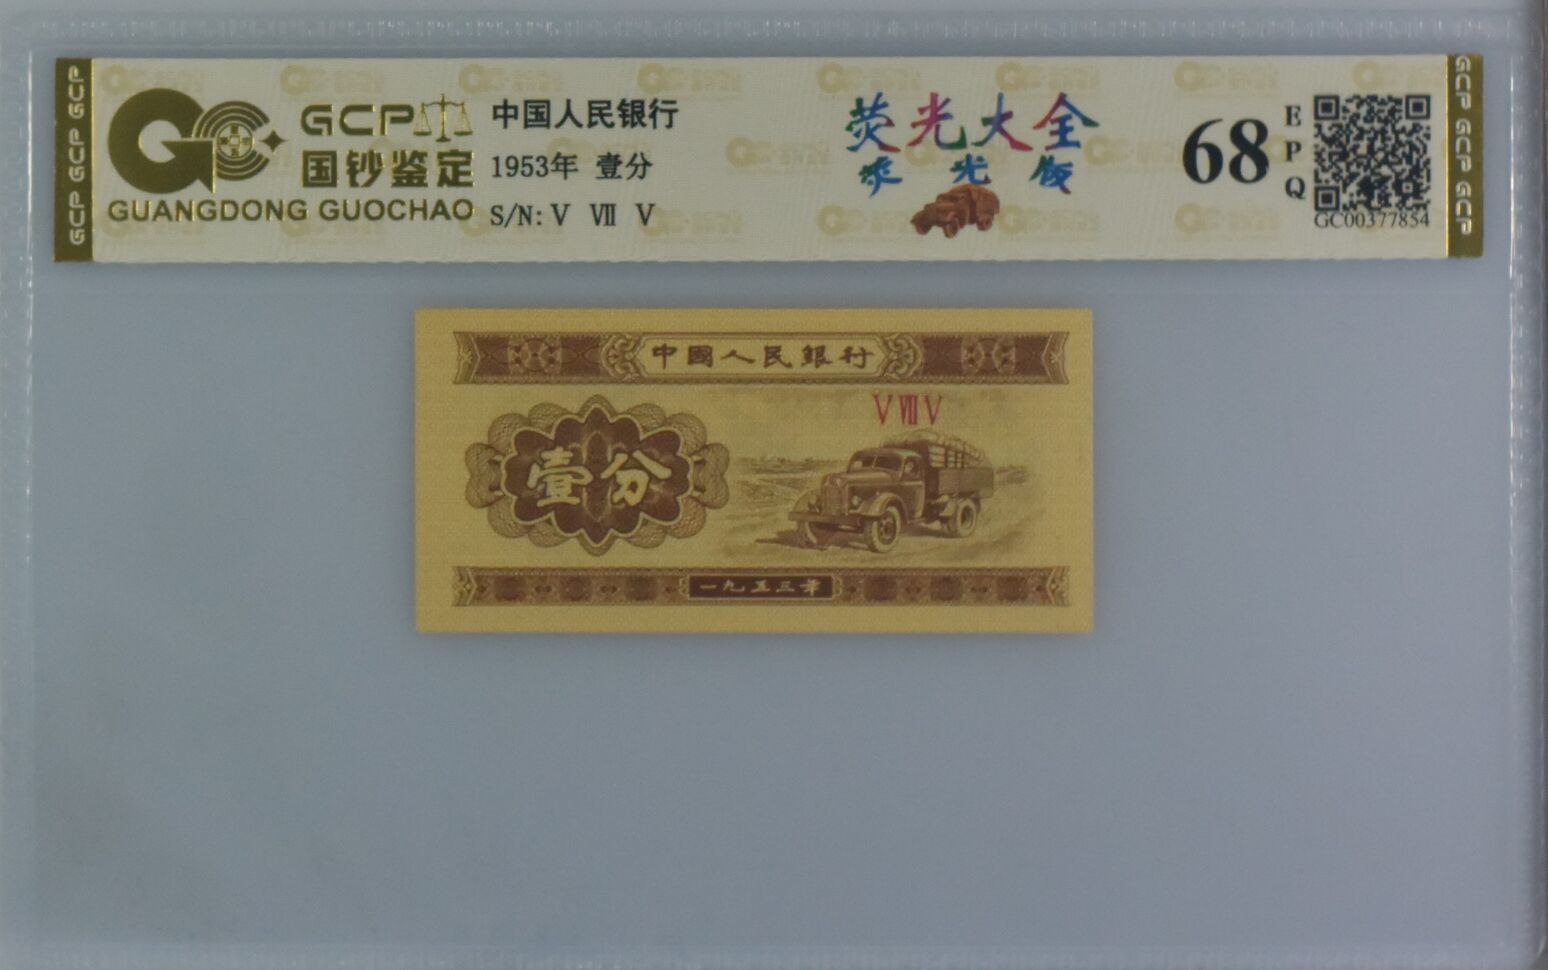 GCP GCP GCP
GCP
国钞鉴定
GUANGDONG GUOCHAO
中国人民银行
1953年 壹分
S/N: V VII V
荧光大全
荧光版
68
EPQ
GC00377854
GCP GCP GCP
中國人民銀行
V VII V
壹分
一九五三年